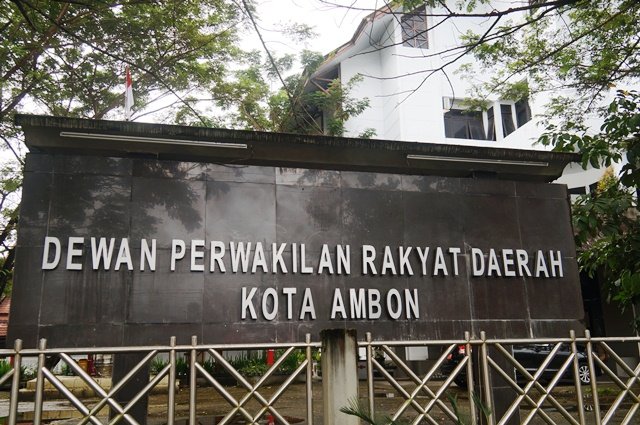 DEWAN PERWAKILAN RAKYAT DAERAH
KOTA AMBON